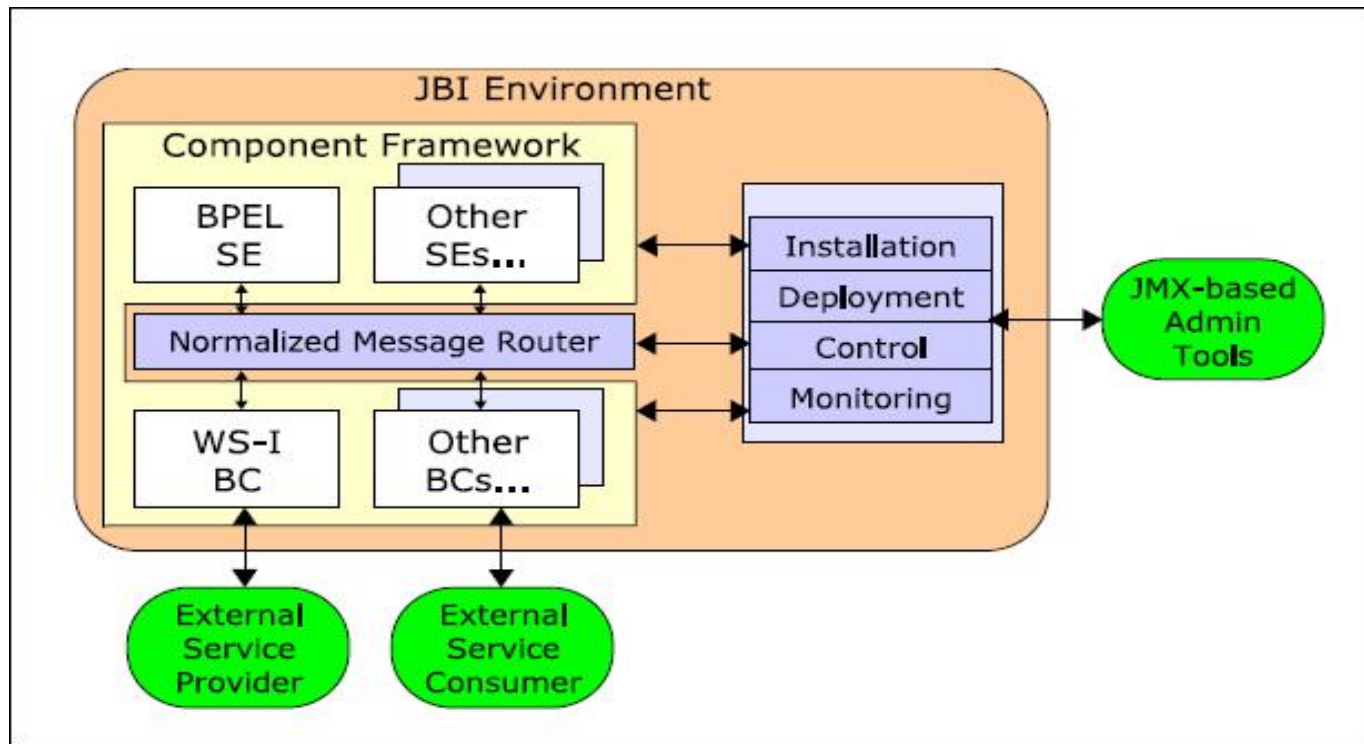 JBI Environment
Component Framework
BPEL
SE
Other
SEs...
Normalized Message Router
WS-I
BC
Other
BCs...
Installation
Deployment
Control
Monitoring
JMX-based
Admin
Tools
External
Service
Provider
External
Service
Consumer